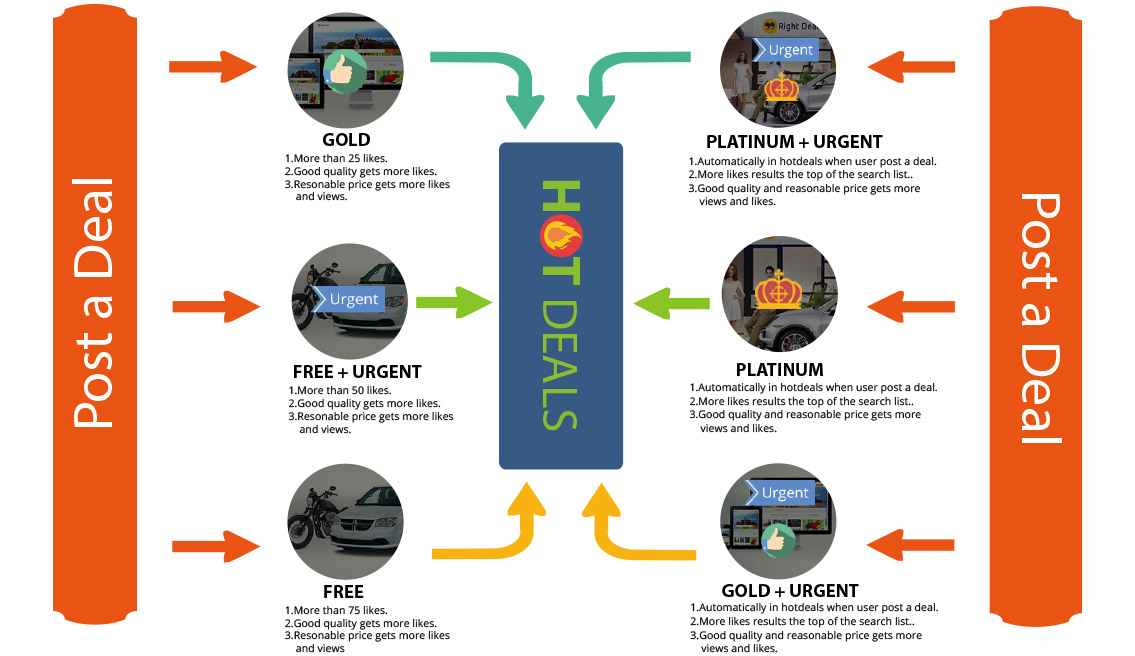 Post a Deal
GOLD
1.More than 25 likes.
2.Good quality gets more likes.
3.Resonable price gets more likes
and views.
Urgent
FREE + URGENT
1.More than 50 likes.
2.Good quality gets more likes.
3.Resonable price gets more likes
and views.
FREE
1.More than 75 likes.
2.Good quality gets more likes.
3.Resonable price gets more likes
and views
HOT DEALS
Right Deal
Urgent
PLATINUM + URGENT
1.Automatically in hotdeals when user post a deal.
2.More likes results the top of the search list..
3.Good quality and reasonable price gets more
views and likes.
PLATINUM
1.Automatically in hotdeals when user post a deal.
2.More likes results the top of the search list..
3.Good quality and reasonable price gets more
views and likes.
Urgent
GOLD + URGENT
1.Automatically in hotdeals when user post a deal.
2.More likes results the top of the search list..
3.Good quality and reasonable price gets more
views and likes.
Post a Deal